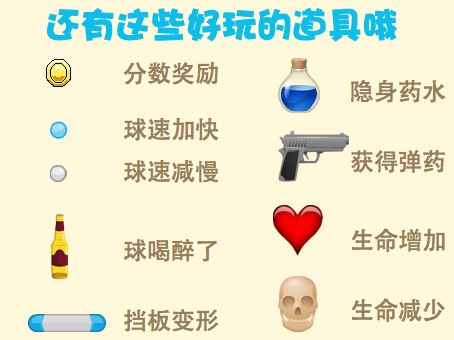 还有这些好玩的道具哦
分数奖励
球速加快
球速减慢
球喝醉了
挡板变形
隐身药水
获得弹药
生命增加
生命减少